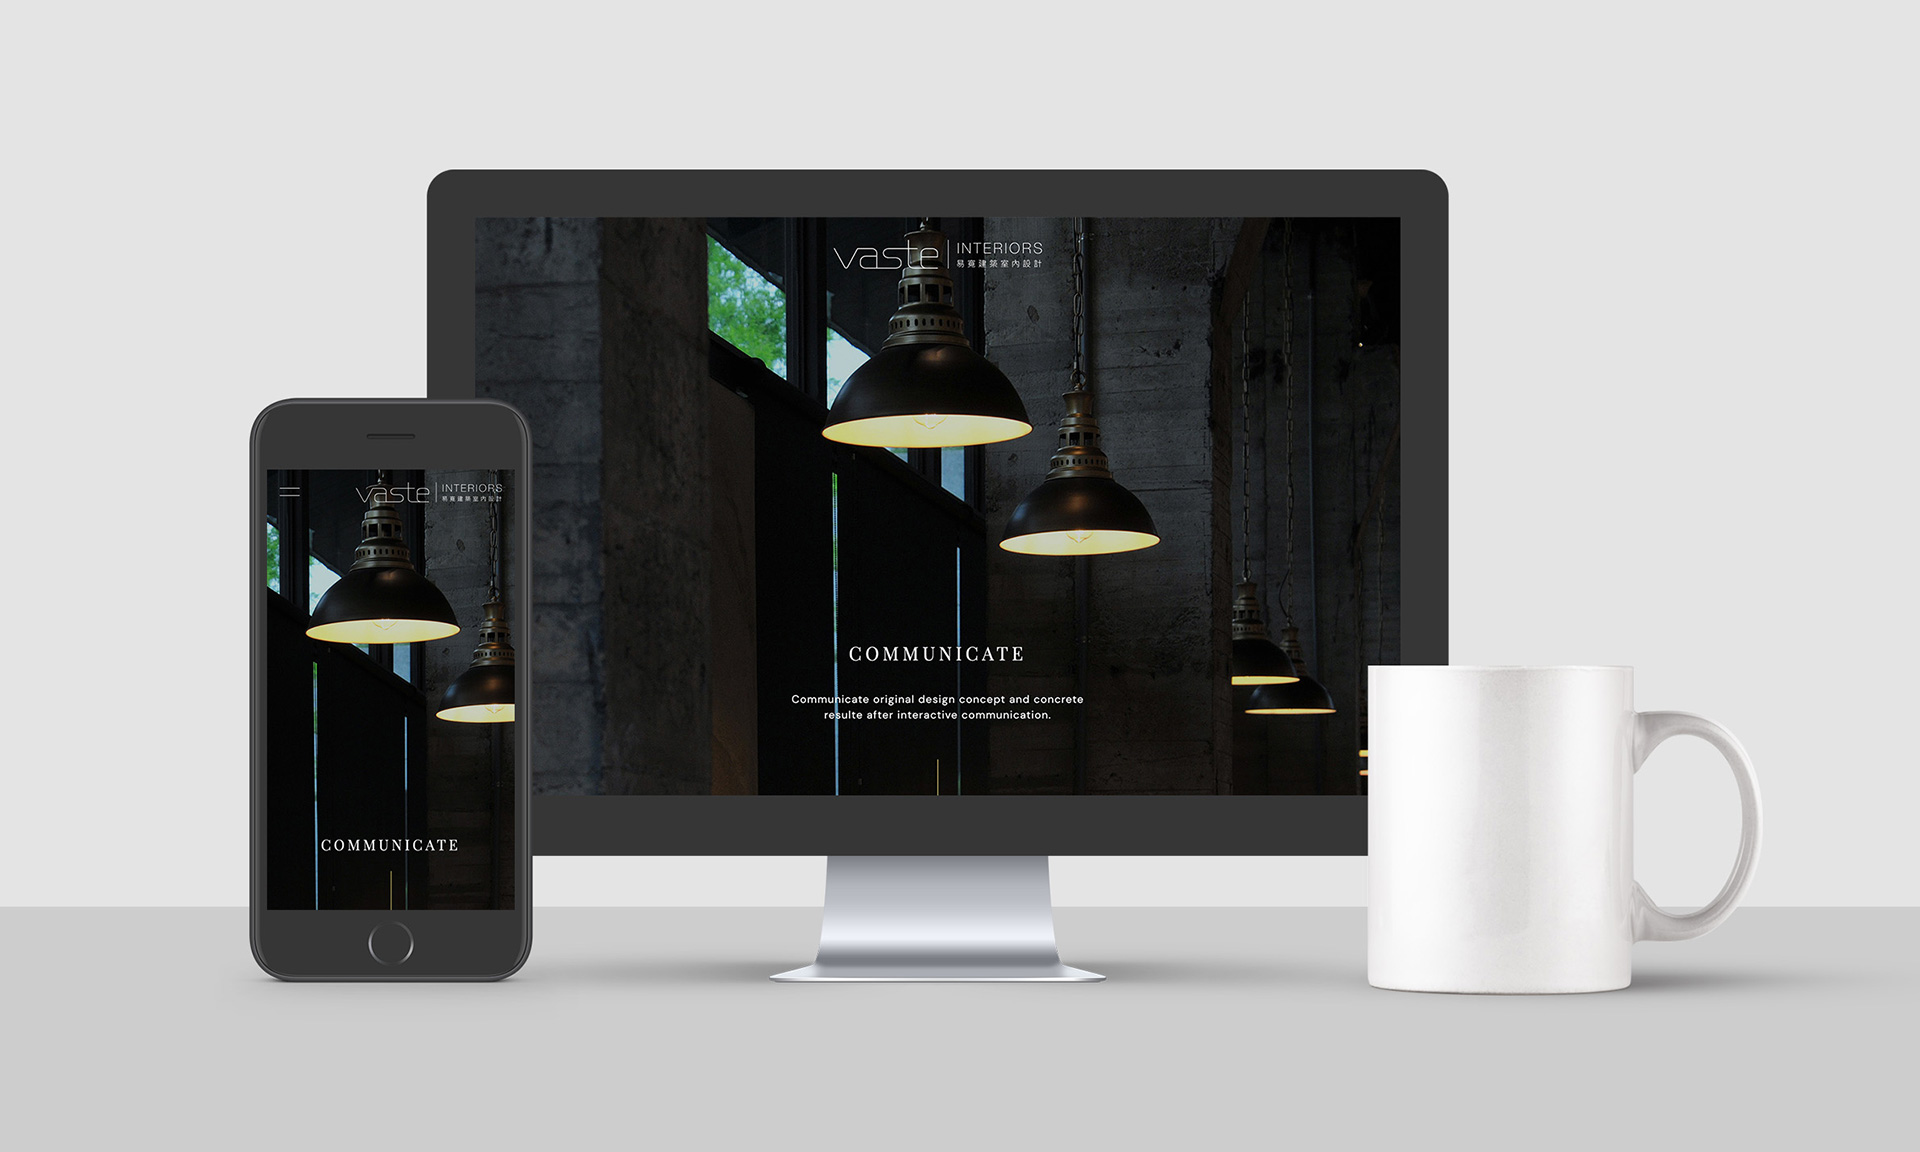 vaste
INTERIORS
易寬建築室內設計
COMMUNICATE
Communicate original design concept and concrete
resulte after interactive communication.
vaste
INTERIORS
易寬建築室內設計
COMMUNICATE